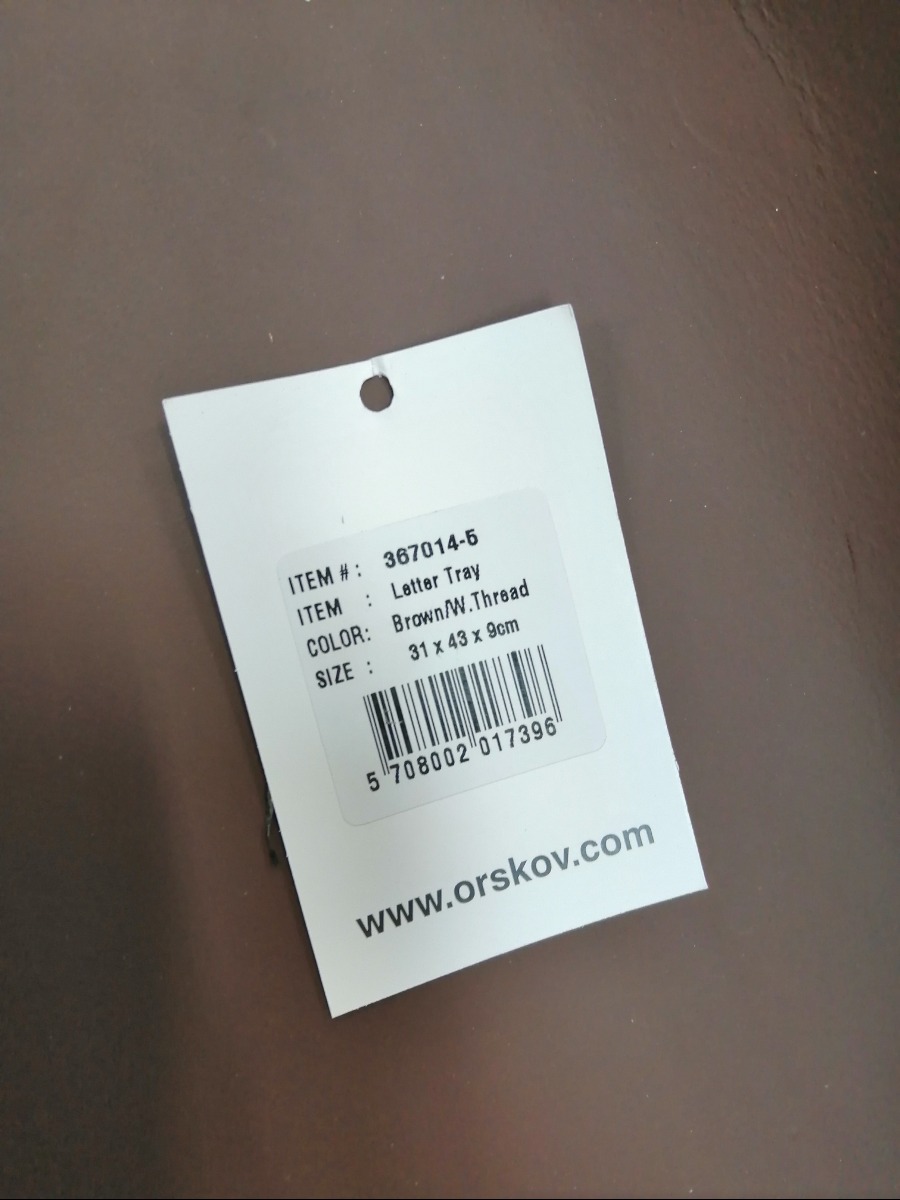 ITEM # : 367014-5
ITEM : Letter Tray
COLOR: Brown/W.Thread
SIZE : 31 x 43 x 9cm
5 708002 017396
www.orskov.com